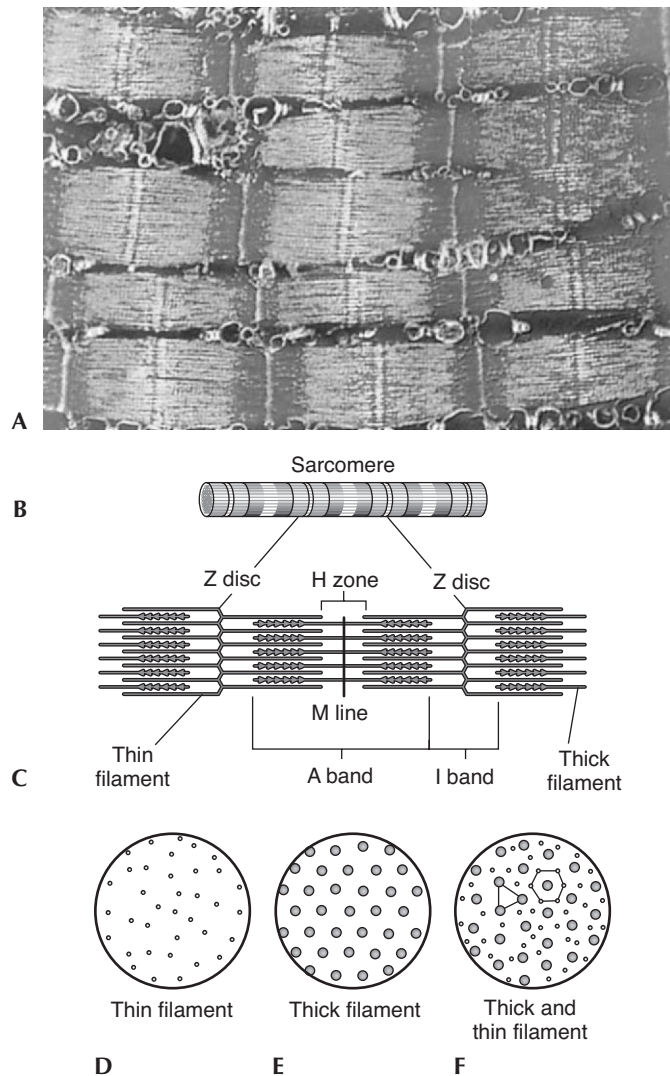 A
Sarcomere
B
Z disc
H zone
Z disc
M line
Thin
filament
A band
I band
Thick
filament
C
Thin filament
Thick filament
Thick and
thin filament
D
E
F